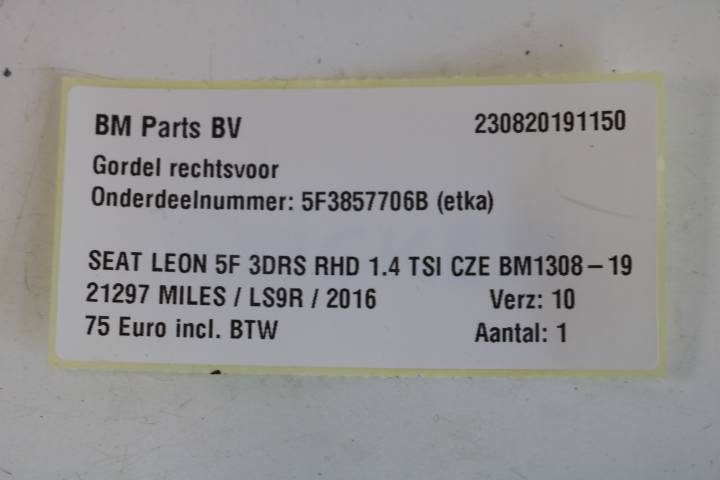 BM Parts BV 230820191150
Gordel rechtsvoor
Onderdeelnummer: 5F3857706B (etka)
SEAT LEON 5F 3DRS RHD 1.4 TSI CZE BM1308-19
21297 MILES / LS9R / 2016 Verz: 10
75 Euro incl. BTW Aantal: 1